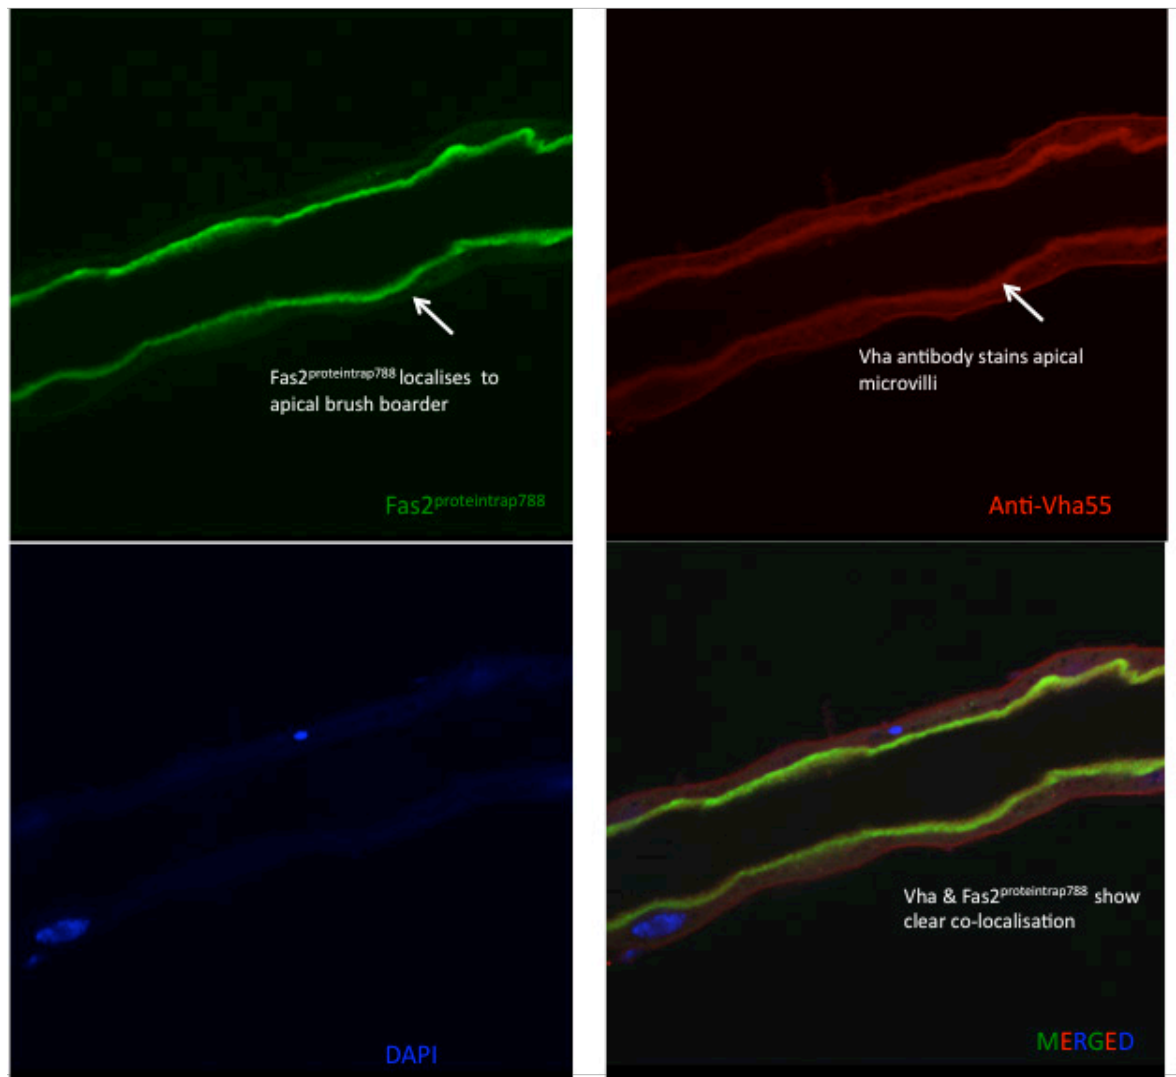 Fas2proteintrap788 localises to
apical brush boarder
Fas2proteintrap788
Vha antibody stains apical
microvilli
Anti-Vha55
DAPI
Vha & Fas2proteintrap788 show
clear co-localisation
MERGED